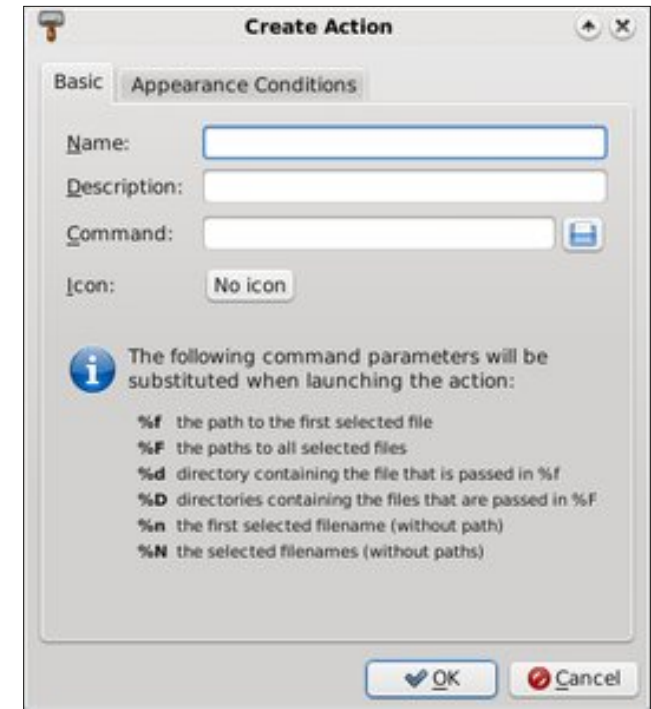 Create Action
Basic Appearance Conditions
Name:
Description:
Command:
Icon: No icon
The following command parameters will be
substituted when launching the action:
%f the path to the first selected file
%F the paths to all selected files
%d directory containing the file that is passed in %f
%D directories containing the files that are passed in %F
%n the first selected filename (without path)
%N the selected filenames (without paths)
OK Cancel